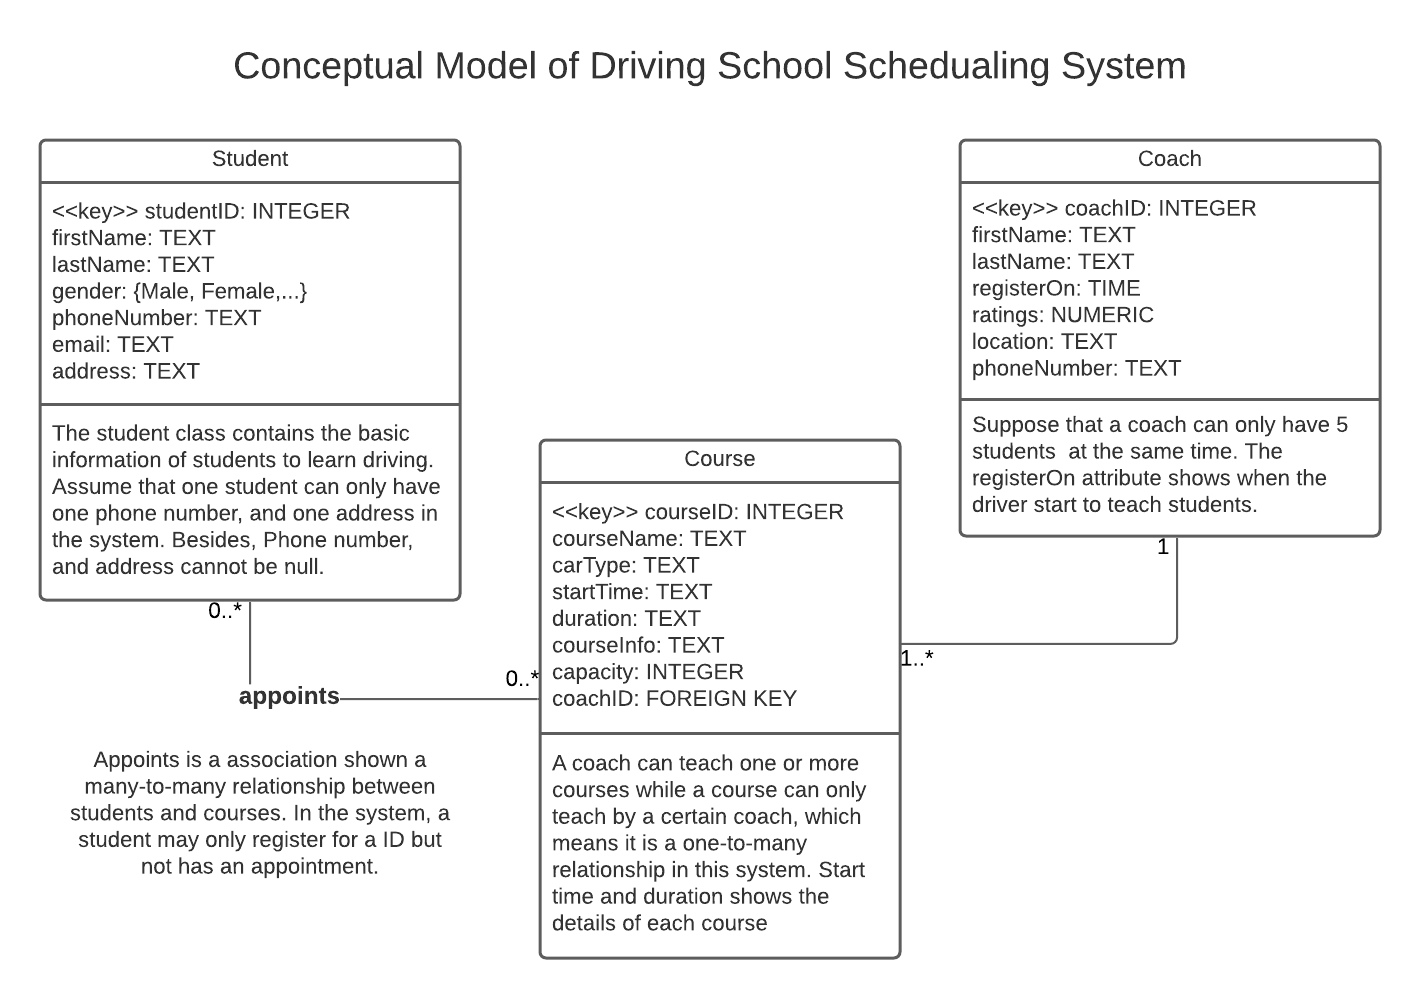 Conceptual Model of Driving School Schedualing System
Student
<<key>> studentID: INTEGER
firstName: TEXT
lastName: TEXT
gender: {Male, Female,...}
phoneNumber: TEXT
email: TEXT
address: TEXT
The student class contains the basic
information of students to learn driving.
Assume that one student can only have
one phone number, and one address in
the system. Besides, Phone number,
and address cannot be null.
0..*
appoints
0..*
Appoints is a association shown a
many-to-many relationship between
students and courses. In the system, a
student may only register for a ID but
not has an appointment.
Course
<<key>> courseID: INTEGER
courseName: TEXT
carType: TEXT
startTime: TEXT
duration: TEXT
courseInfo: TEXT
capacity: INTEGER
coachID: FOREIGN KEY
A coach can teach one or more
courses while a course can only
teach by a certain coach, which
means it is a one-to-many
relationship in this system. Start
time and duration shows the
details of each course
Coach
<<key>> coachID: INTEGER
firstName: TEXT
lastName: TEXT
registerOn: TIME
ratings: NUMERIC
location: TEXT
phoneNumber: TEXT
Suppose that a coach can only have 5
students  at the same time. The
registerOn attribute shows when the
driver start to teach students.
1
1..*